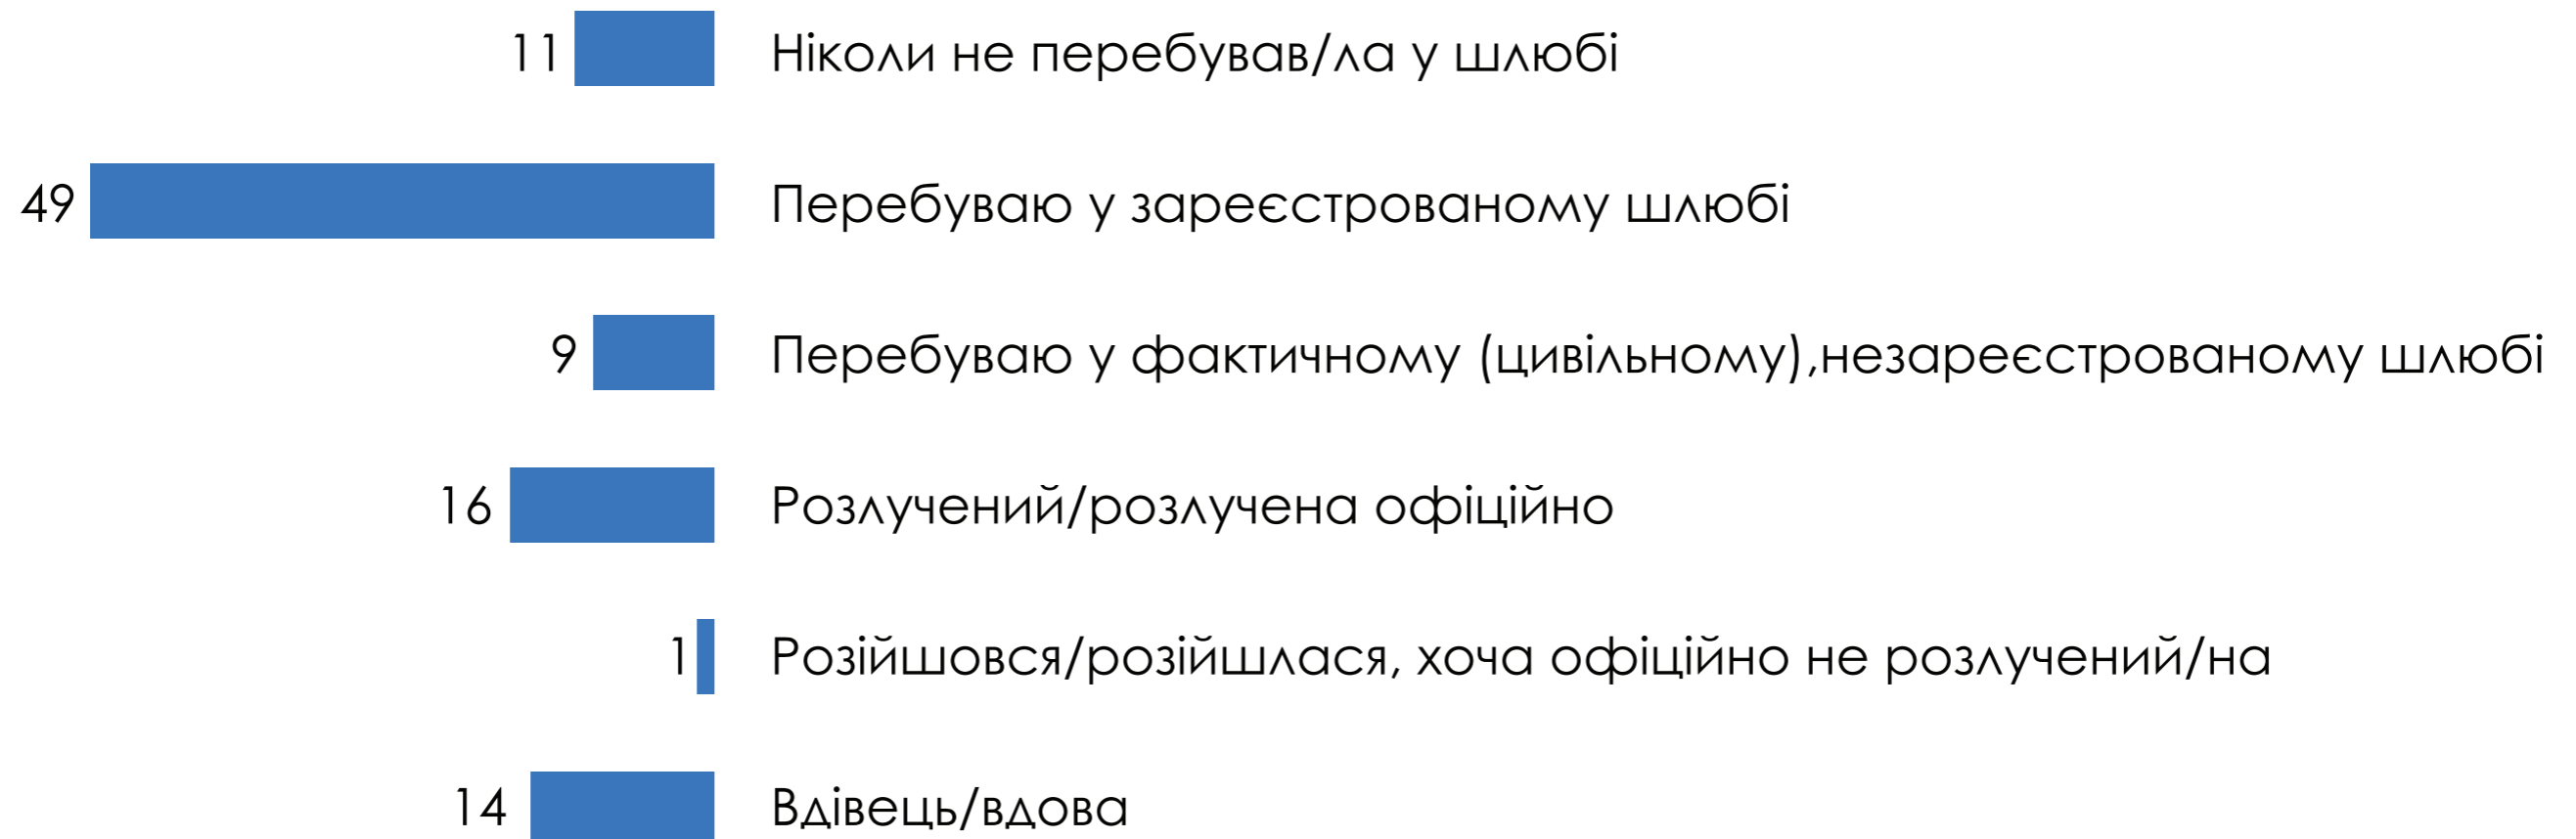 11 Ніколи не перебував/ла у шлюбі
49 Перебуваю у зареєстрованому шлюбі
9 Перебуваю у фактичному (цивільному),незареєстрованому шлюбі
16 Розлучений/розлучена офіційно
1 Розійшовся/розійшлася, хоча офіційно не розлучений/на
14 Вдівець/вдова